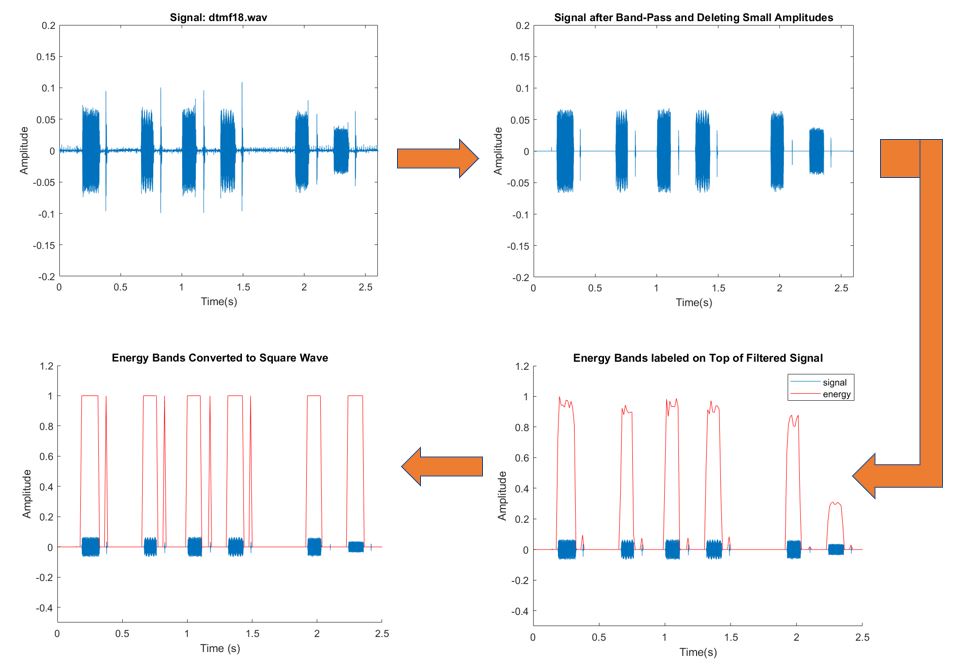 Signal: dtmf18.wav
0.2
0.15
0.1
0.05
0
-0.05
-0.1
-0.15
-0.2
Amplitude
0 0.5 1 1.5 2 2.5
Time(s)
Signal after Band-Pass and Deleting Small Amplitudes
0.2
0.15
0.1
0.05
0
-0.05
-0.1
-0.15
-0.2
Amplitude
0 0.5 1 1.5 2 2.5
Time(s)
Energy Bands Converted to Square Wave
1.2
1
0.8
0.6
0.4
0.2
0
-0.2
-0.4
Amplitude
0 0.5 1 1.5 2 2.5
Time (s)
Energy Bands labeled on Top of Filtered Signal
signal
energy
1.2
1
0.8
0.6
0.4
0.2
0
-0.2
-0.4
-0.5
Amplitude
0 0.5 1 1.5 2 2.5
Time(s)